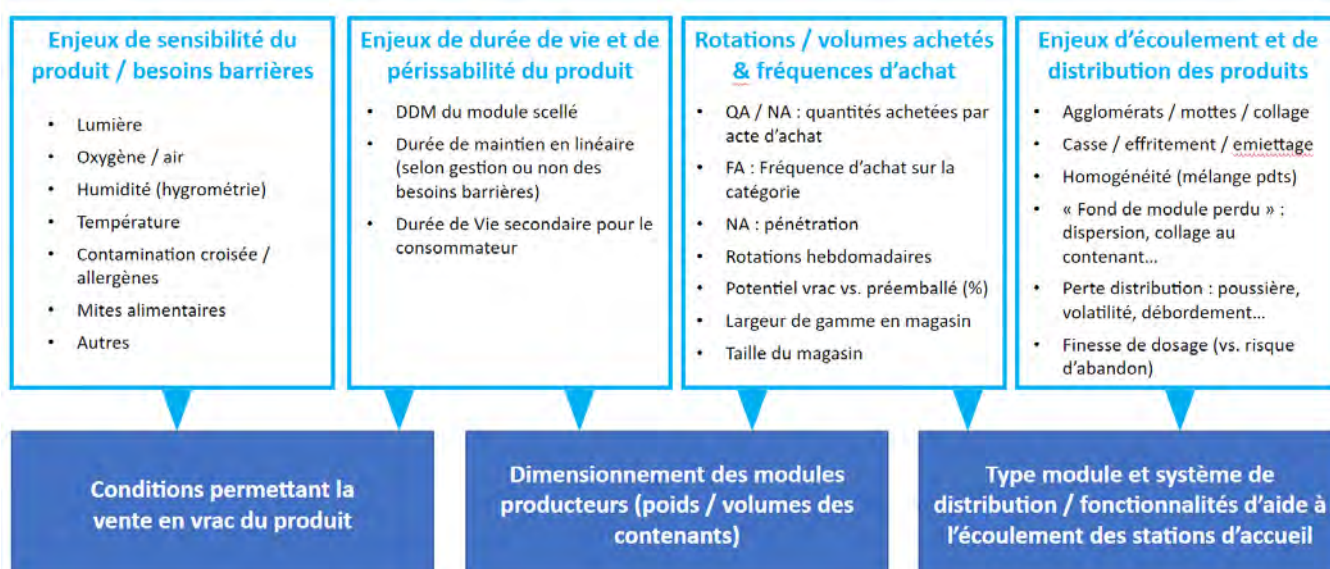 Enjeux de sensibilité du
produit / besoins barrières
• Lumière
• Oxygène / air
• Humidité (hygrométrie)
• Température
• Contamination croisée /
allergènes
• Mites alimentaires
• Autres
Enjeux de durée de vie et de
périssabilité du produit
• DDM du module scellé
• Durée de maintien en linéaire
(selon gestion ou non des
besoins barrières)
• Durée de Vie secondaire pour le
consommateur
Rotations / volumes achetés
& fréquences d'achat
• QA / NA : quantités achetées par
acte d'achat
• FA : Fréquence d'achat sur la
catégorie
• NA : pénétration
• Rotations hebdomadaires
• Potentiel vrac vs. préemballé (%)
• Largeur de gamme en magasin
• Taille du magasin
Enjeux d'écoulement et de
distribution des produits
• Agglomérats / mottes / collage
• Casse / effritement / emiettage
• Homogénéité (mélange pdts)
• « Fond de module perdu » :
dispersion, collage au
contenant...
• Perte distribution : poussière,
volatilité, débordement...
• Finesse de dosage (vs. risque
d'abandon)
Conditions permettant la
vente en vrac du produit
Dimensionnement des modules
producteurs (poids / volumes des
contenants)
Type module et système de
distribution / fonctionnalités d'aide à
l'écoulement des stations d'accueil